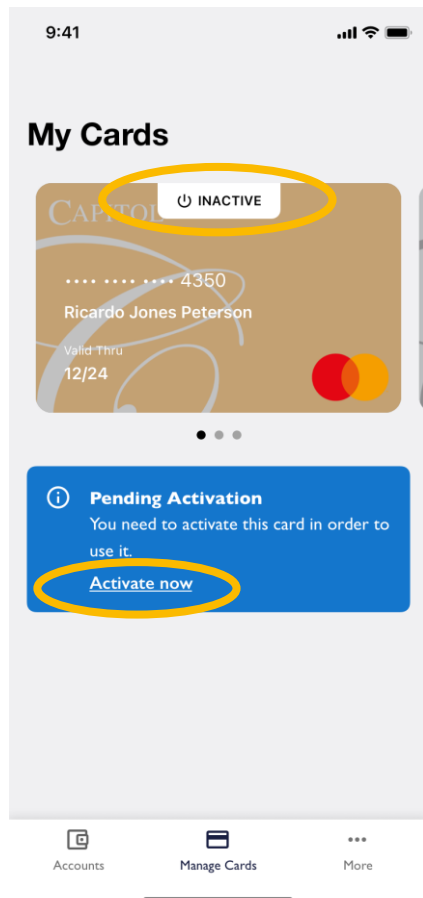 9:41
My Cards
INACTIVE
CAPITOL
•••• •••• •••• 4350
Ricardo Jones Peterson
Valid Thru
12/24
Pending Activation
You need to activate this card in order to
use it.
Activate now
Accounts Manage Cards More